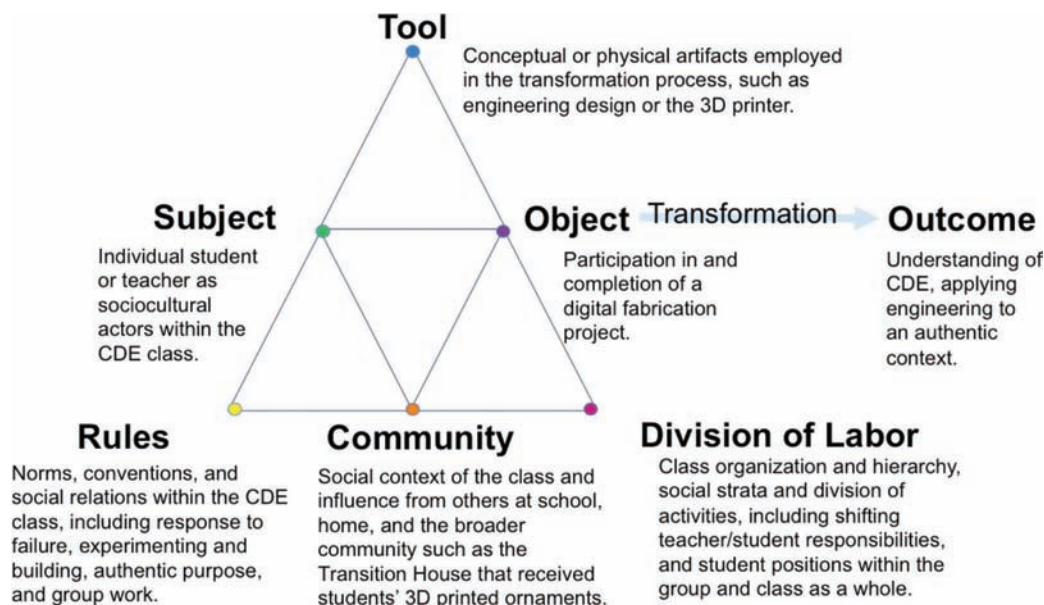 Tool
Conceptual or physical artifacts employed
in the transformation process, such as
engineering design or the 3D printer.
Subject
Individual student
or teacher as
sociocultural
actors within the
CDE class.
Object
Participation in and
completion of a
digital fabrication
project.
Transformation
Outcome
Understanding of
CDE, applying
engineering to
an authentic
context.
Rules
Norms, conventions, and
social relations within the CDE
class, including response to
failure, experimenting and
building, authentic purpose,
and group work.
Community
Social context of the class and
influence from others at school,
home, and the broader
community such as the
Transition House that received
students' 3D printed ornaments.
Division of Labor
Class organization and hierarchy,
social strata and division of
activities, including shifting
teacher/student responsibilities,
and student positions within the
group and class as a whole.